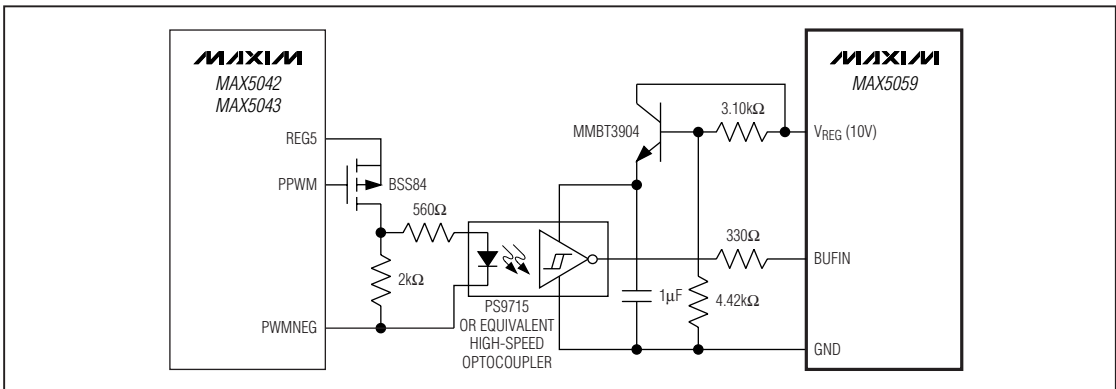 MAXIM
MAX5042
MAX5043
REG5
PPWM
BSS84
560Ω
2kΩ
PWMNEG
PS9715
OR EQUIVALENT
HIGH-SPEED
OPTOCOUPLER
MMBT3904
3.10kΩ
1μF
4.42kΩ
330Ω
MAXIM
MAX5059
VREG (10V)
BUFIN
GND